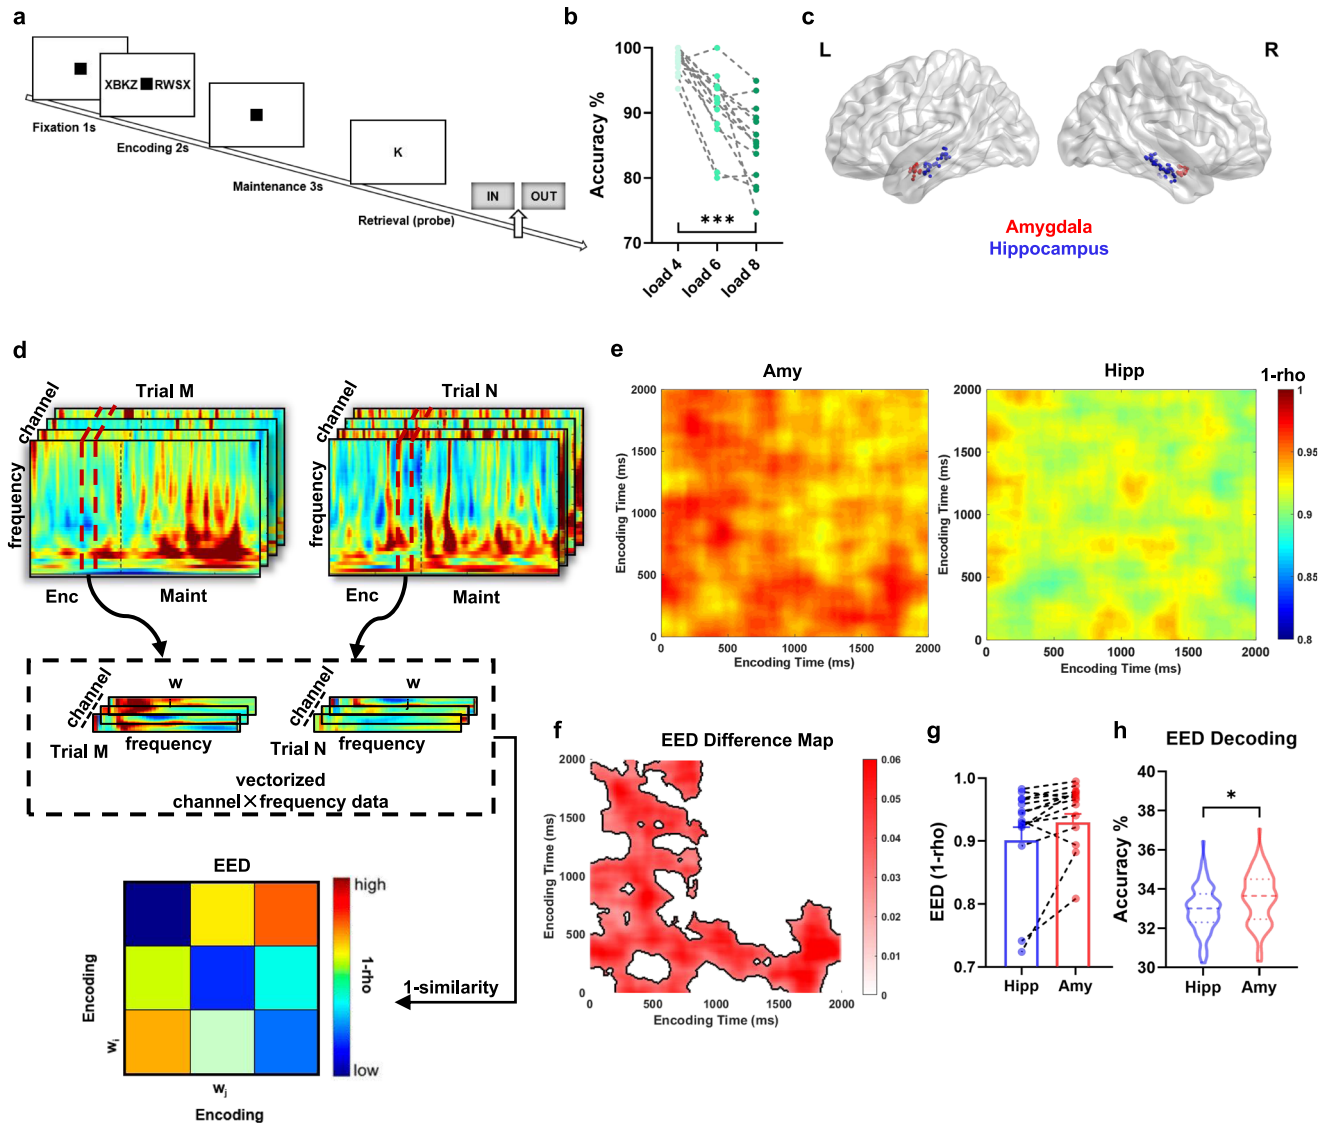 a
XBKZ
RWSX
K
Fixation 1s
Encoding 2s
Maintenance 3s
Retrieval (probe)
IN
OUT
b
Accuracy %
100
90
80
70
***
load 4
load 6
load 8
c
L
R
Amygdala
Hippocampus
d
channel
Trial M
frequency
Enc
Maint
channel
Trial N
frequency
Enc
Maint
channel
w
Trial M
frequency
channel
w
Trial N
frequency
vectorized
channel×frequency data
1-similarity
EED
high
1-rho
low
Encoding
wi
wj
Encoding
e
Amy
Encoding Time (ms)
2000
1500
1000
500
0
0
500
1000
1500
2000
Encoding Time (ms)
Hipp
Encoding Time (ms)
2000
1500
1000
500
0
0
500
1000
1500
2000
Encoding Time (ms)
1-rho
1
0.95
0.9
0.85
0.8
f
EED Difference Map
Encoding Time (ms)
2000
1500
1000
500
0
0
500
1000
1500
2000
Encoding Time (ms)
0.06
0.05
0.04
0.03
0.02
0.01
0
g
EED (1-rho)
1.0
0.9
0.8
0.7
Hipp
Amy
h
EED Decoding
Accuracy %
40
38
36
34
32
30
*
Hipp
Amy